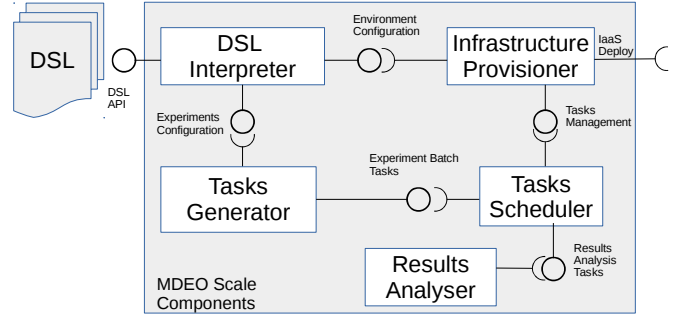 DSL
DSL
API
DSL
Interpreter
Environment
Configuration
Infrastructure
Provisioner
IaaS
Deploy
Experiments
Configuration
Tasks
Management
Tasks
Generator
Experiment Batch
Tasks
Tasks
Scheduler
Results
Analyser
Results
Analysis
Tasks
MDEO Scale
Components